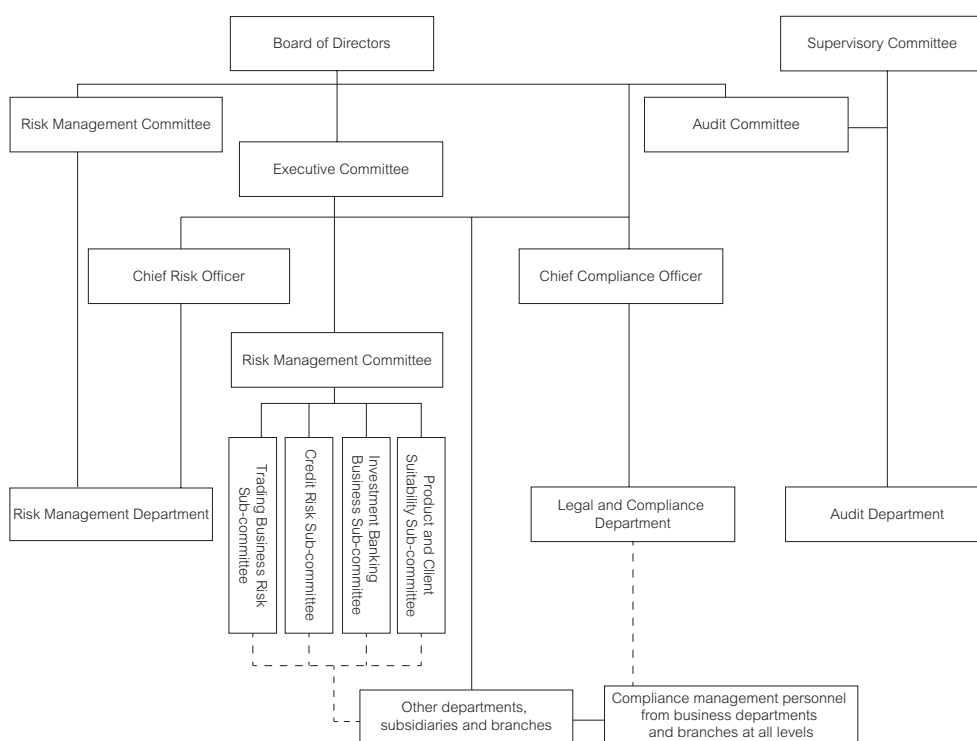 Board of Directors
Supervisory Committee
Risk Management Committee
Audit Committee
Executive Committee
Chief Risk Officer
Chief Compliance Officer
Risk Management Committee
Trading Business Risk
Sub-committee
Credit Risk Sub-committee
Investment Banking
Business Sub-committee
Product and Client
Suitability Sub-committee
Risk Management Department
Legal and Compliance
Department
Audit Department
Other departments,
subsidiaries and branches
Compliance management personnel
from business departments
and branches at all levels